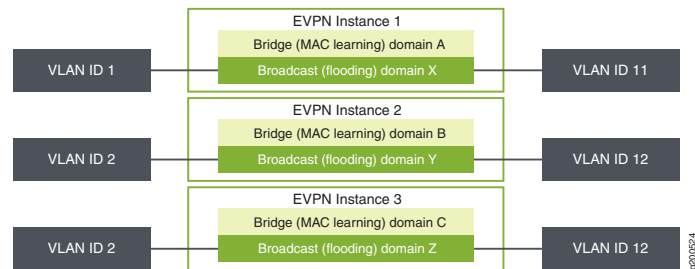 EVPN Instance 1
Bridge (MAC learning) domain A
VLAN ID 1
Broadcast (flooding) domain X
VLAN ID 11
EVPN Instance 2
Bridge (MAC learning) domain B
VLAN ID 2
Broadcast (flooding) domain Y
VLAN ID 12
EVPN Instance 3
Bridge (MAC learning) domain C
VLAN ID 2
Broadcast (flooding) domain Z
VLAN ID 12
g200524